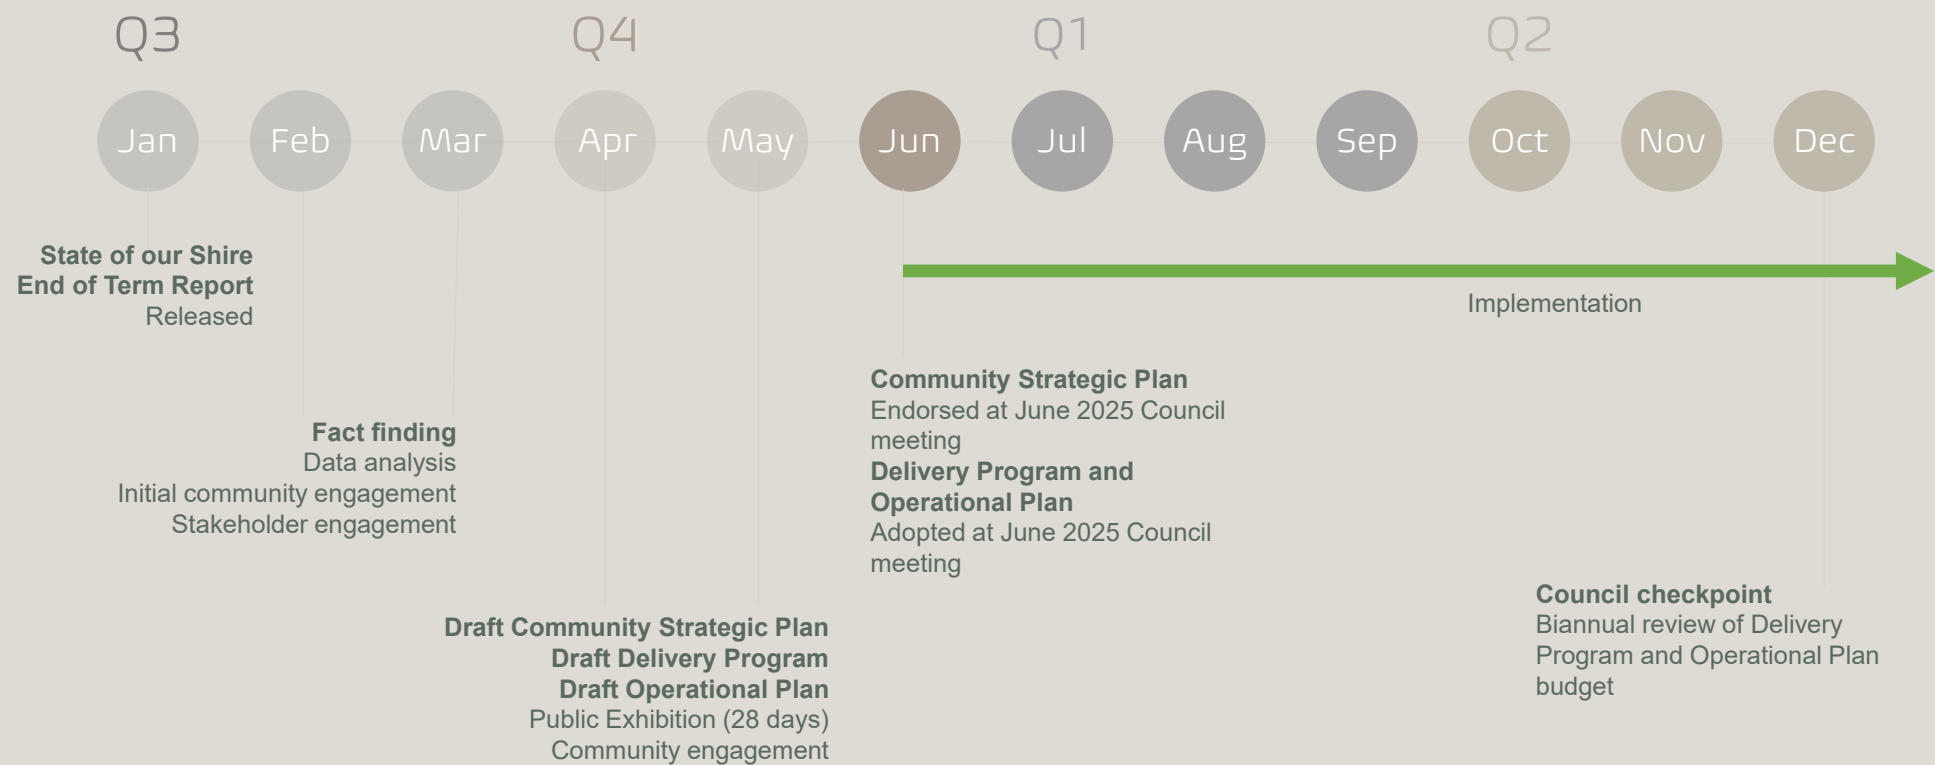 Q3
Q4
Q1
Q2
Jan
Feb
Mar
Apr
May
Jun
Jul
Aug
Sep
Oct
Nov
Dec
State of our Shire
End of Term Report
Released
Implementation
Fact finding
Data analysis
Initial community engagement
Stakeholder engagement
Community Strategic Plan
Endorsed at June 2025 Council
meeting
Delivery Program and
Operational Plan
Adopted at June 2025 Council
meeting
Draft Community Strategic Plan
Draft Delivery Program
Draft Operational Plan
Public Exhibition (28 days)
Community engagement
Council checkpoint
Biannual review of Delivery
Program and Operational Plan
budget